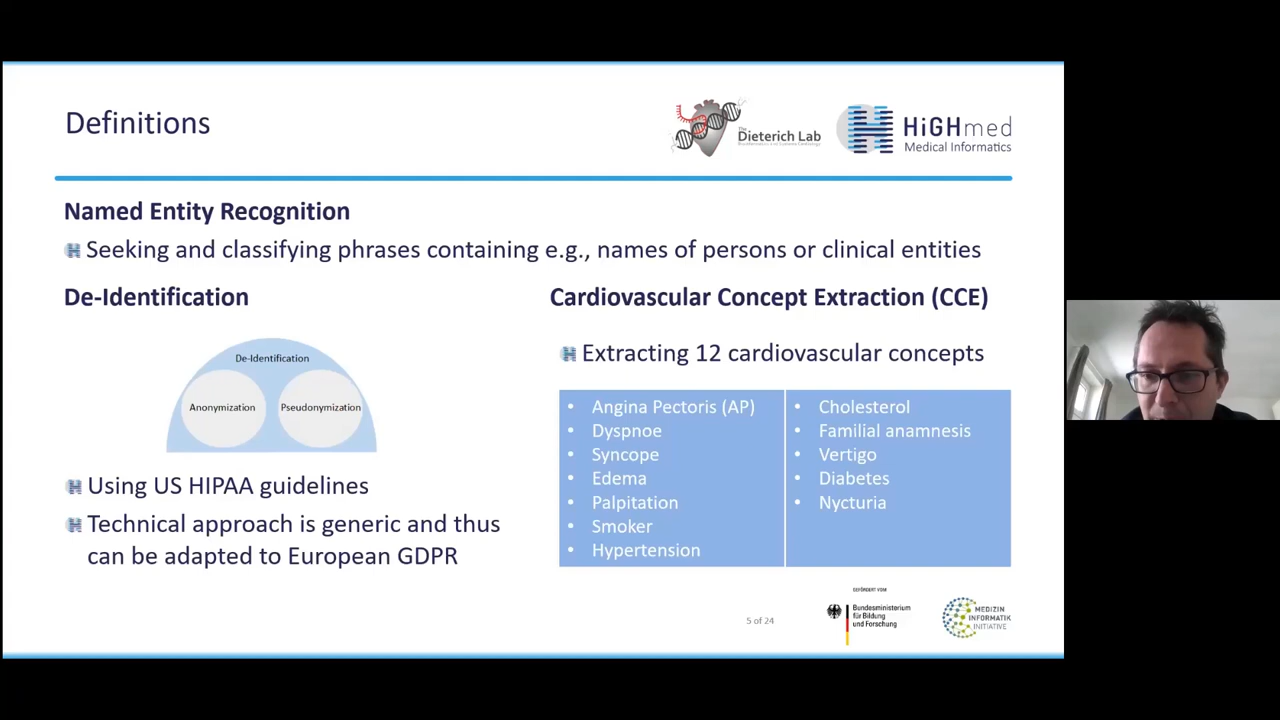 Definitions
The
Dieterich Lab
HiGHmed
Medical Informatics
Named Entity Recognition
Seeking and classifying phrases containing e.g., names of persons or clinical entities
De-Identification
De-Identification
Anonymization
Pseudonymization
Using US HIPAA guidelines
Technical approach is generic and thus
can be adapted to European GDPR
Cardiovascular Concept Extraction (CCE)
Extracting 12 cardiovascular concepts
• Angina Pectoris (AP)
• Dyspnoe
• Syncope
• Edema
• Palpitation
• Smoker
• Hypertension
• Cholesterol
• Familial anamnesis
• Vertigo
• Diabetes
• Nycturia
5 of 24
GEFÖRDERT VOM
Bundesministerium
für Bildung
und Forschung
MEDIZIN
INFORMATIK
INITIATIVE